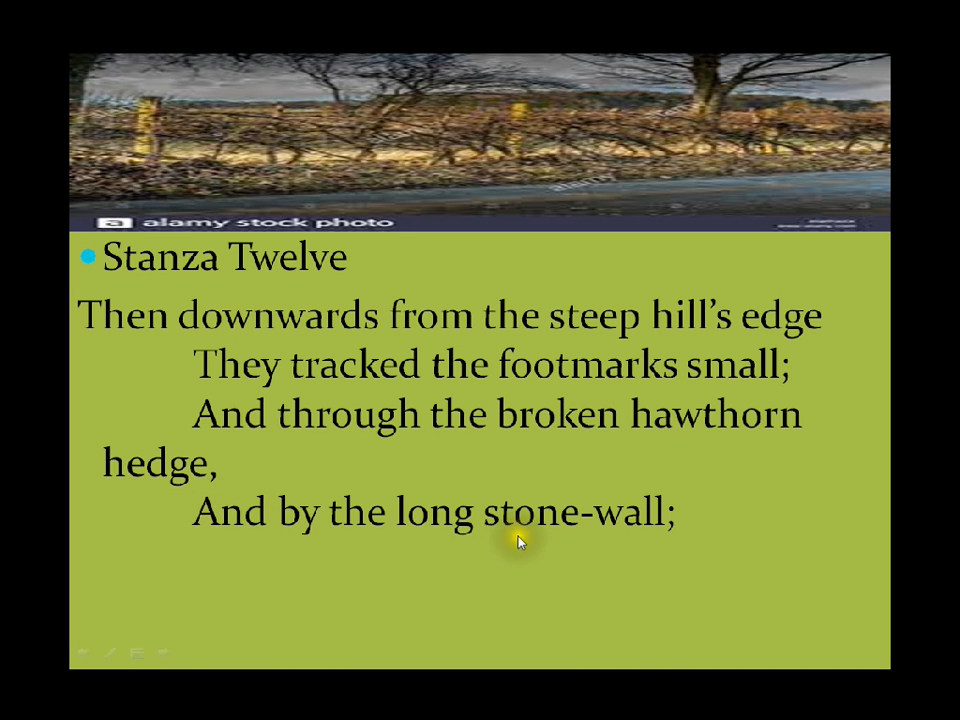 alamy stock photo
Stanza Twelve
Then downwards from the steep hill’s edge
They tracked the footmarks small;
And through the broken hawthorn
hedge,
And by the long stone-wall;